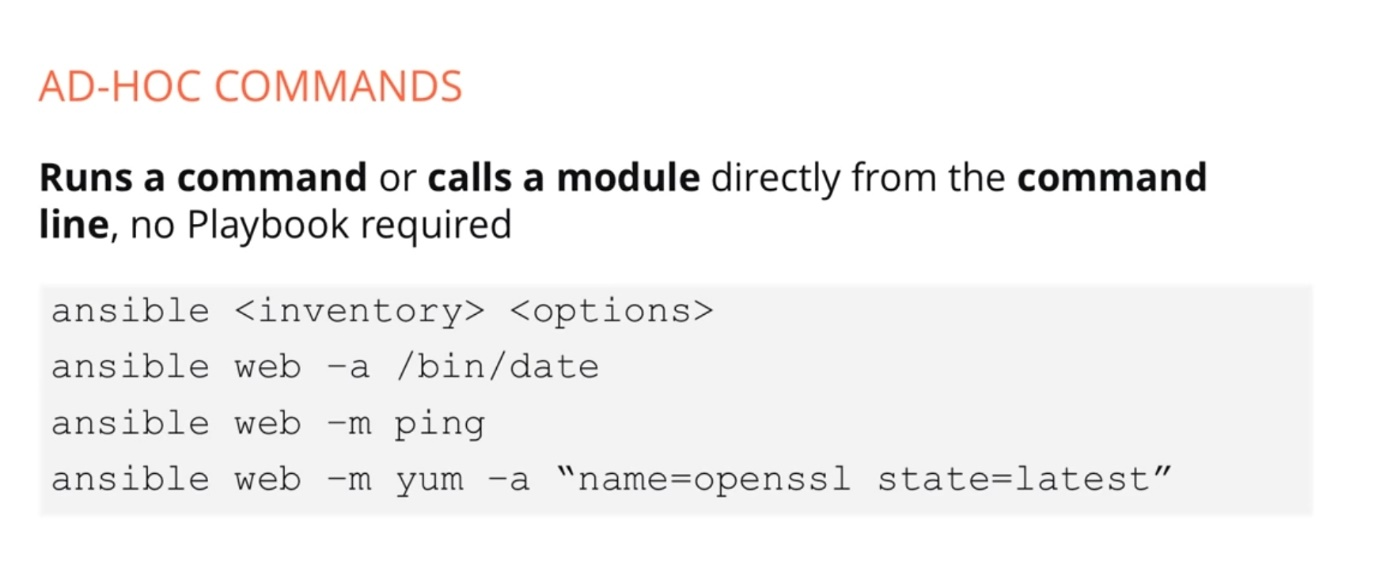 AD-HOC COMMANDS
Runs a command or calls a module directly from the command
line, no Playbook required
ansible <inventory> <options>
ansible web -a /bin/date
ansible web -m ping
ansible web -m yum -a “name=openssl state=latest”